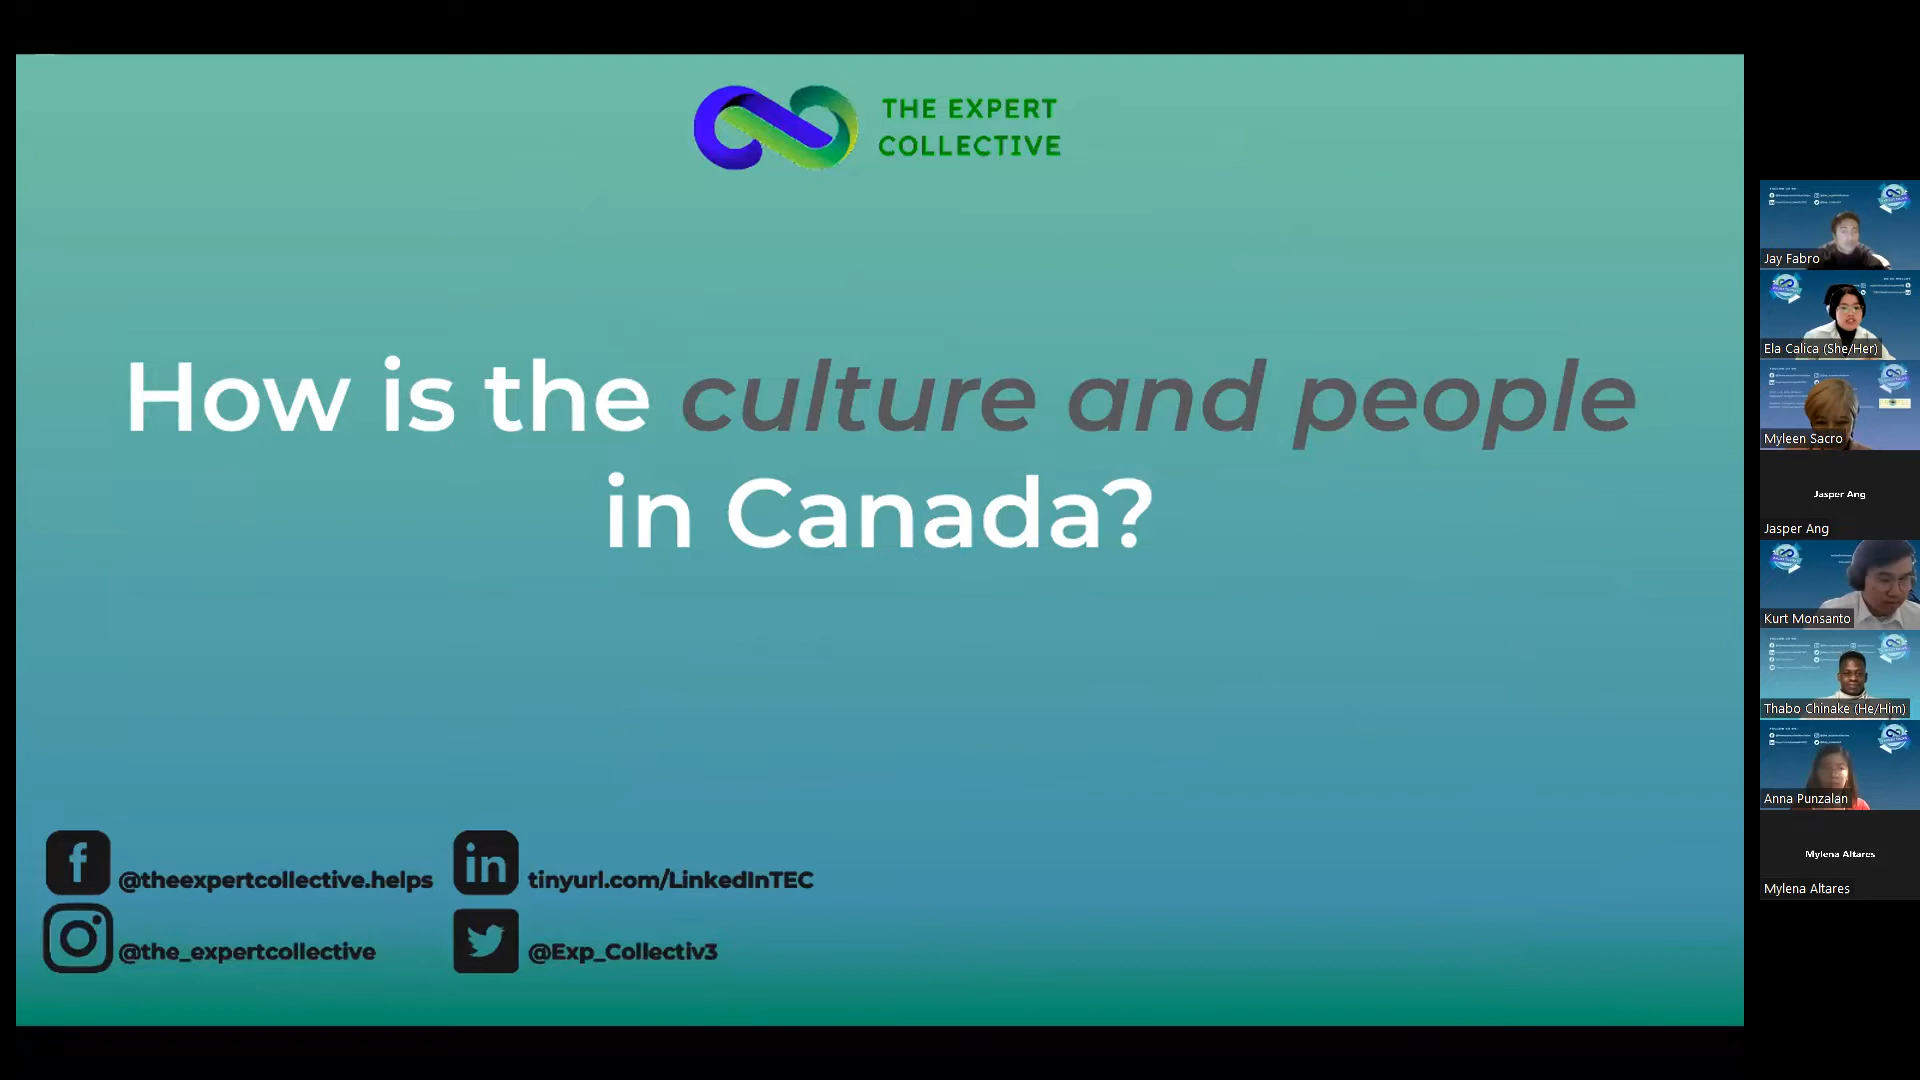 THE EXPERT
COLLECTIVE
How is the culture and people
in Canada?
@theexpertcollective.helps
tinyurl.com/LinkedInTEC
@the_expertcollective
@Exp_Collectiv3
Jay Fabro
Ela Calica (She/Her)
Myleen Sacro
Jasper Ang
Jasper Ang
Kurt Monsanto
Thabo Chinake (He/Him)
Anna Punzalan
Mylena Altares
Mylena Altares